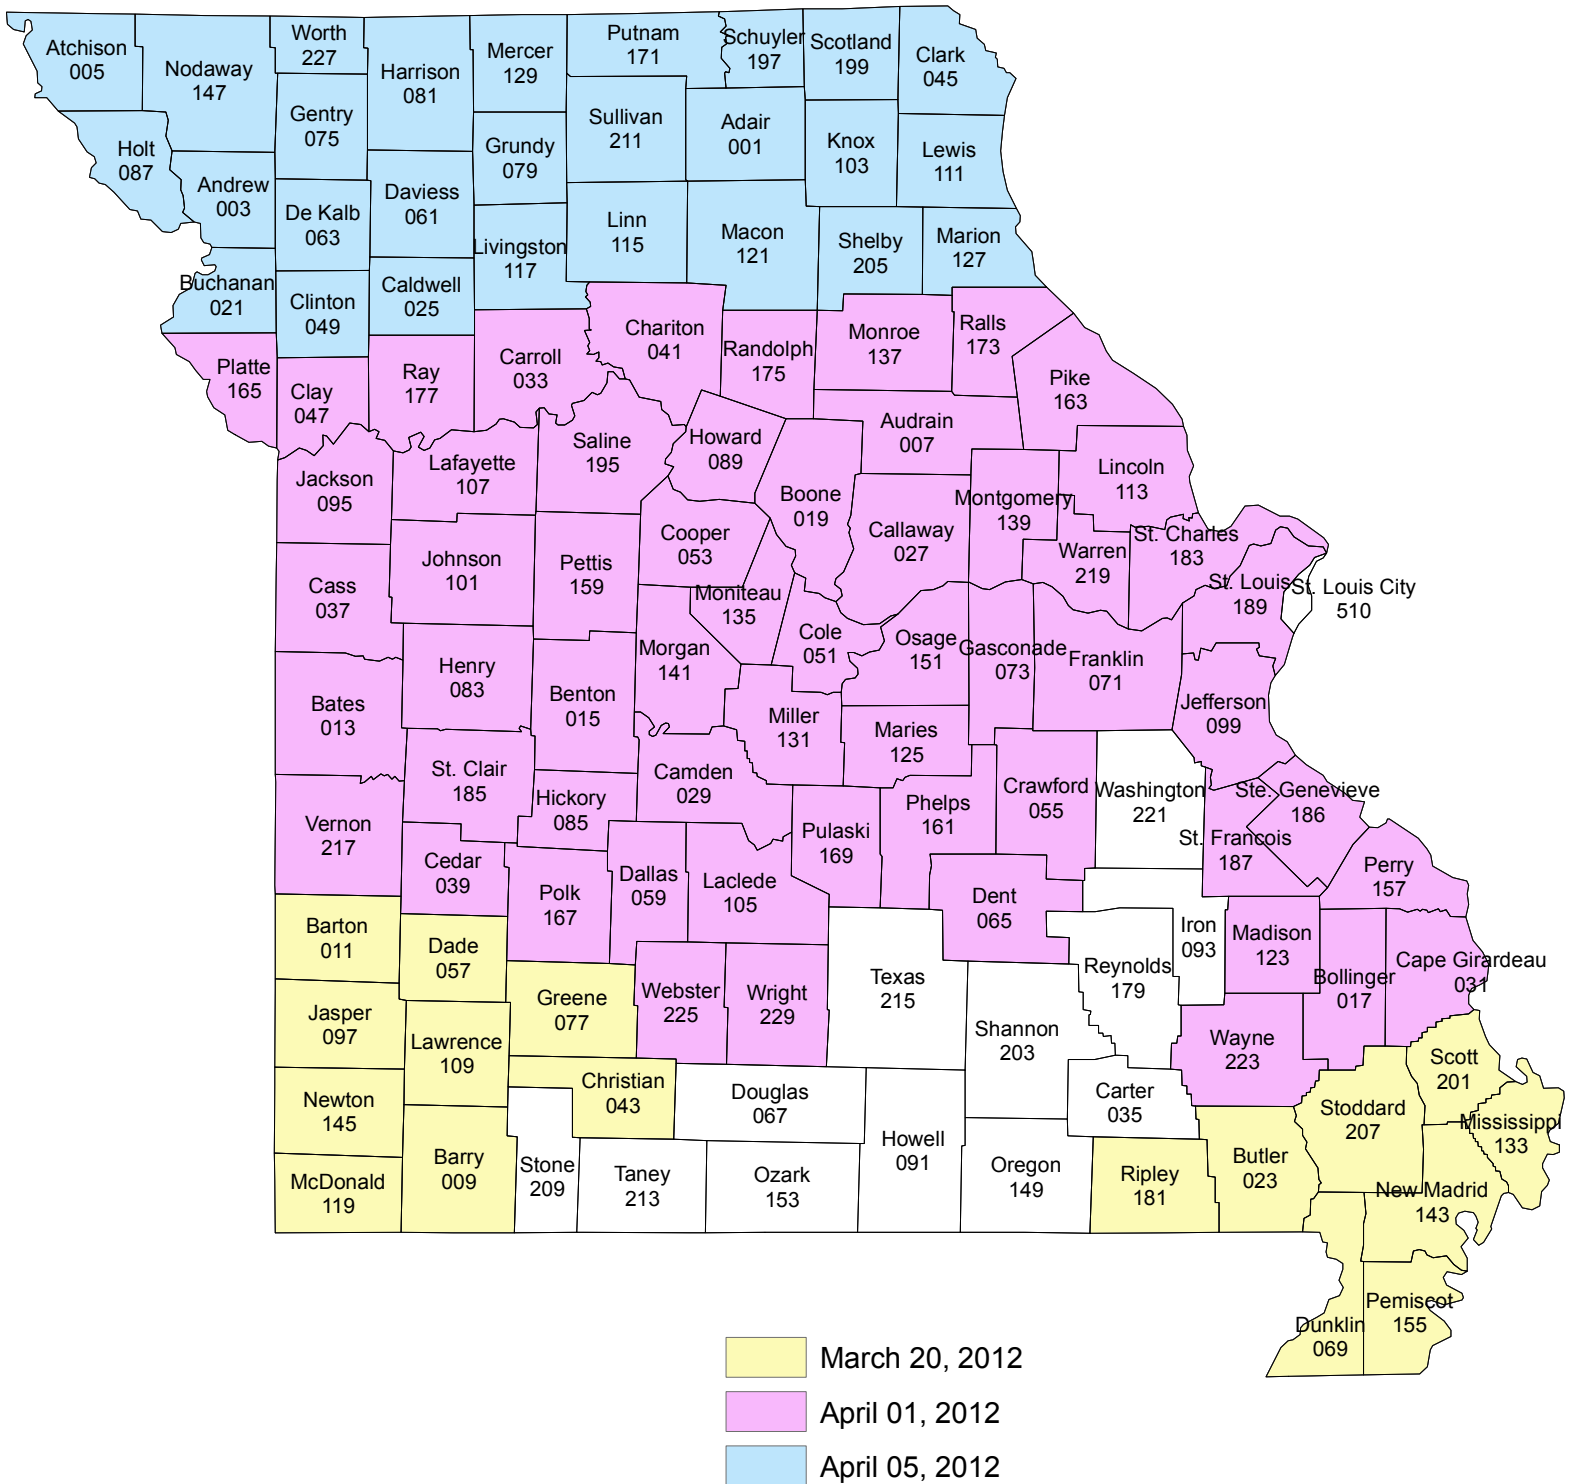 Atchison
005
Nodaway
147
Worth
227
Harrison
081
Mercer
129
Putnam
171
Schuyler
197
Scotland
199
Clark
045
Gentry
075
Sullivan
211
Adair
001
Knox
103
Lewis
111
Holt
087
Andrew
003
De Kalb
063
Daviess
061
Grundy
079
Livingston
117
Linn
115
Macon
121
Shelby
205
Marion
127
Buchanan
021
Clinton
049
Caldwell
025
Platte
165
Clay
047
Ray
177
Carroll
033
Chariton
041
Randolph
175
Monroe
137
Ralls
173
Pike
163
Audrain
007
Jackson
095
Lafayette
107
Saline
195
Howard
089
Boone
019
Callaway
027
Montgomery
139
Lincoln
113
Warren
219
St. Charles
183
St. Louis
189
St. Louis City
510
Cass
037
Johnson
101
Pettis
159
Cooper
053
Moniteau
135
Cole
051
Osage
151
Gasconade
073
Franklin
071
Jefferson
099
Bates
013
Henry
083
Benton
015
Morgan
141
Miller
131
Maries
125
Vernon
217
St. Clair
185
Hickory
085
Camden
029
Pulaski
169
Phelps
161
Crawford
055
Washington
221
Ste. Genevieve
186
St. Francois
187
Perry
157
Cedar
039
Polk
167
Dallas
059
Laclede
105
Dent
065
Iron
093
Madison
123
Bollinger
017
Cape Girardeau
031
Barton
011
Dade
057
Greene
077
Webster
225
Wright
229
Texas
215
Shannon
203
Reynolds
179
Wayne
223
Jasper
097
Lawrence
109
Christian
043
Douglas
067
Carter
035
Scott
201
Stoddard
207
Mississippi
133
Newton
145
McDonald
119
Barry
009
Stone
209
Taney
213
Ozark
153
Howell
091
Oregon
149
Ripley
181
Butler
023
New Madrid
143
Dunklin
069
Pemiscot
155
March 20, 2012
April 01, 2012
April 05, 2012